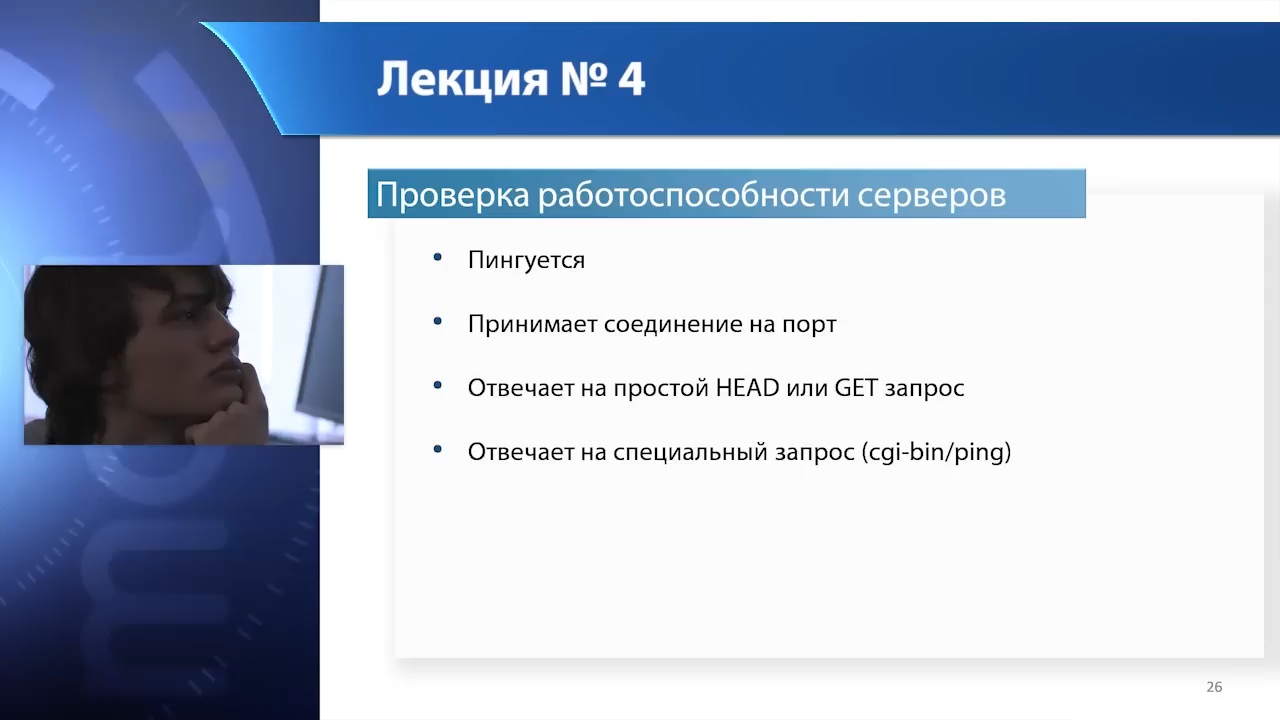 Лекция № 4
Проверка работоспособности серверов
• Пингуется
• Принимает соединение на порт
• Отвечает на простой HEAD или GET запрос
• Отвечает на специальный запрос (cgi-bin/ping)
26